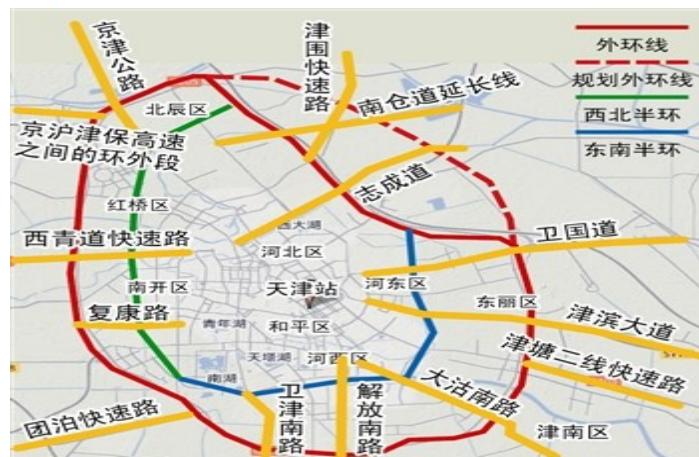 京津公路
津围快速路
外环线
规划外环线
西北半环
东南半环
北辰区
南仓道延长线
京沪津保高速
之间的环外段
志成道
红桥区
西大湖
卫国道
西青道快速路
河北区
南开区
天津站
河东区
东丽区
复康路
青年湖
和平区
津滨大道
天塔湖
河西区
津塘二线快速路
南湖
大沽南路
团泊快速路
卫津南路
解放南路
津南区